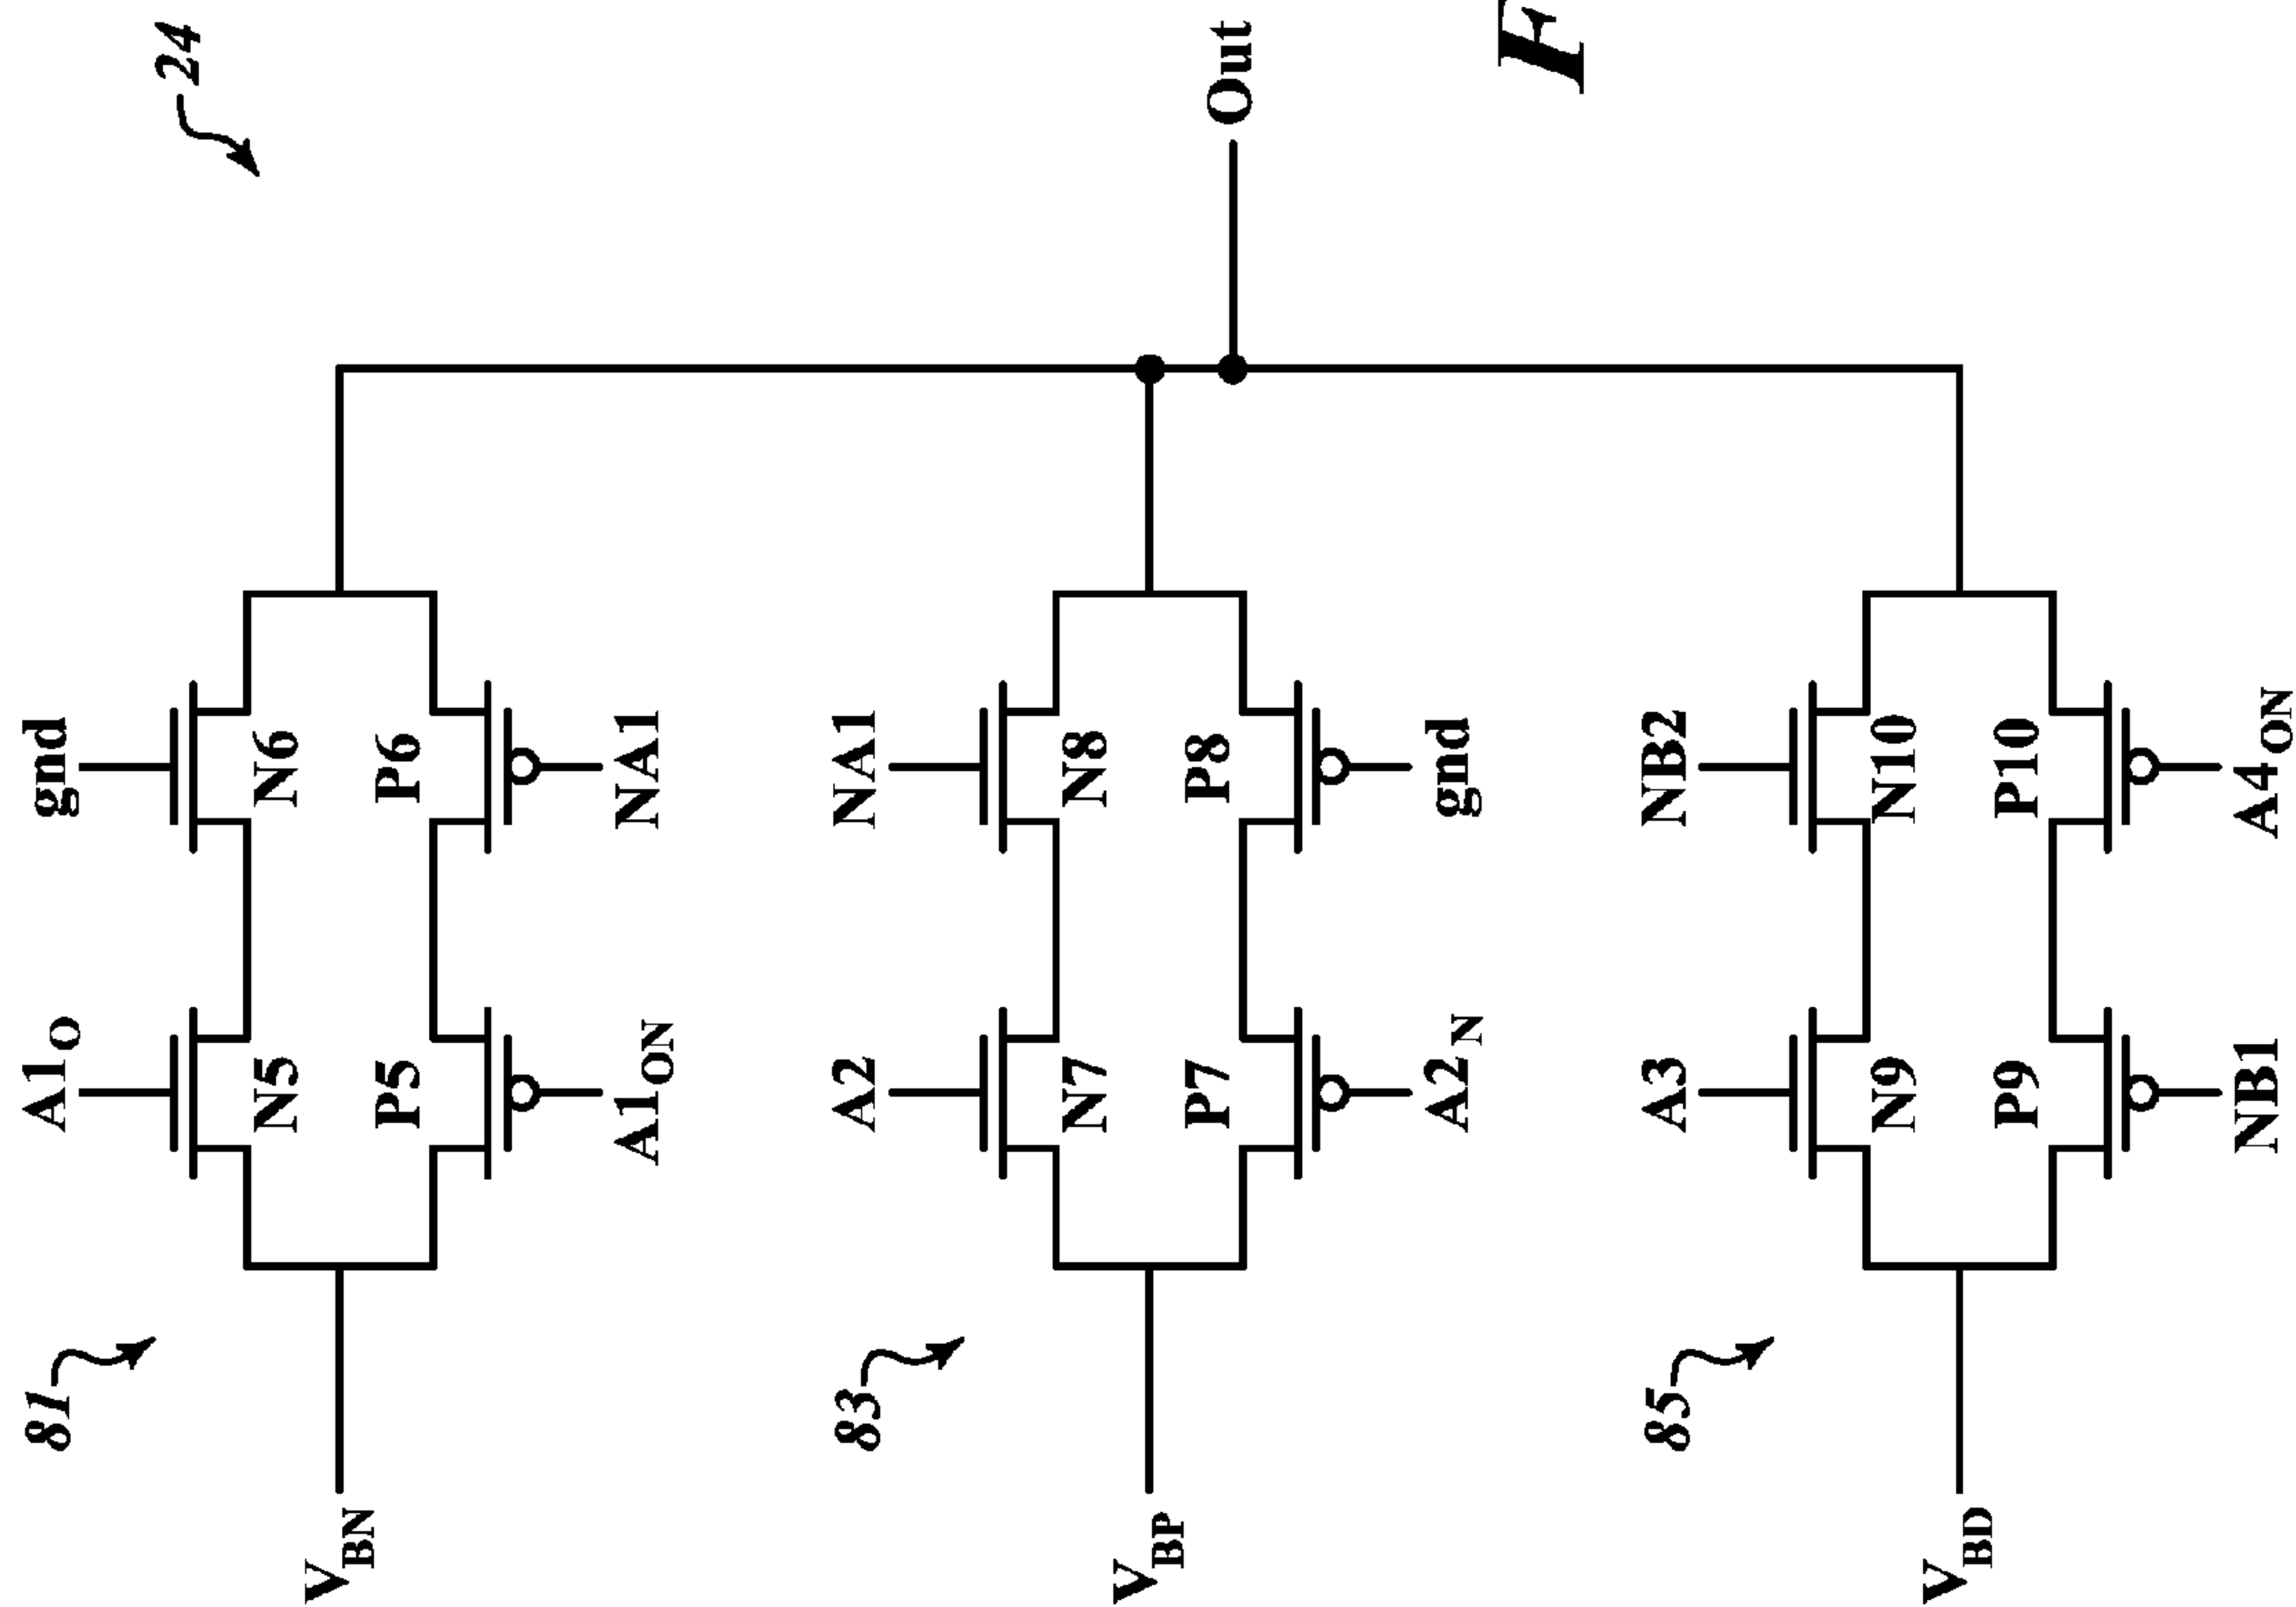 24
81
A1O
gnd
VBN
N5
N6
P5
P6
A1ON
NA1
Out
83
A2
NA1
VBP
N7
N8
P7
P8
A2N
gnd
F
85
A3
NB2
VBD
N9
N10
P9
P10
NB1
A4ON